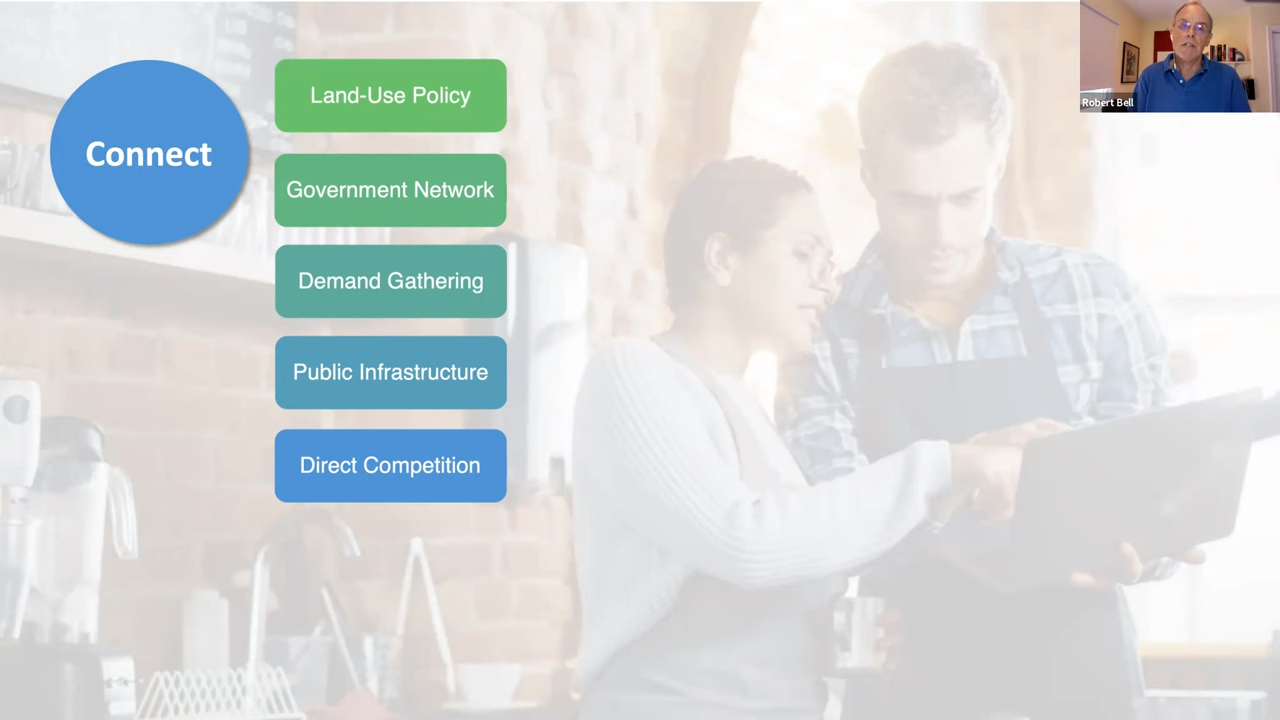 Connect
Land-Use Policy
Government Network
Demand Gathering
Public Infrastructure
Direct Competition
Robert Bell